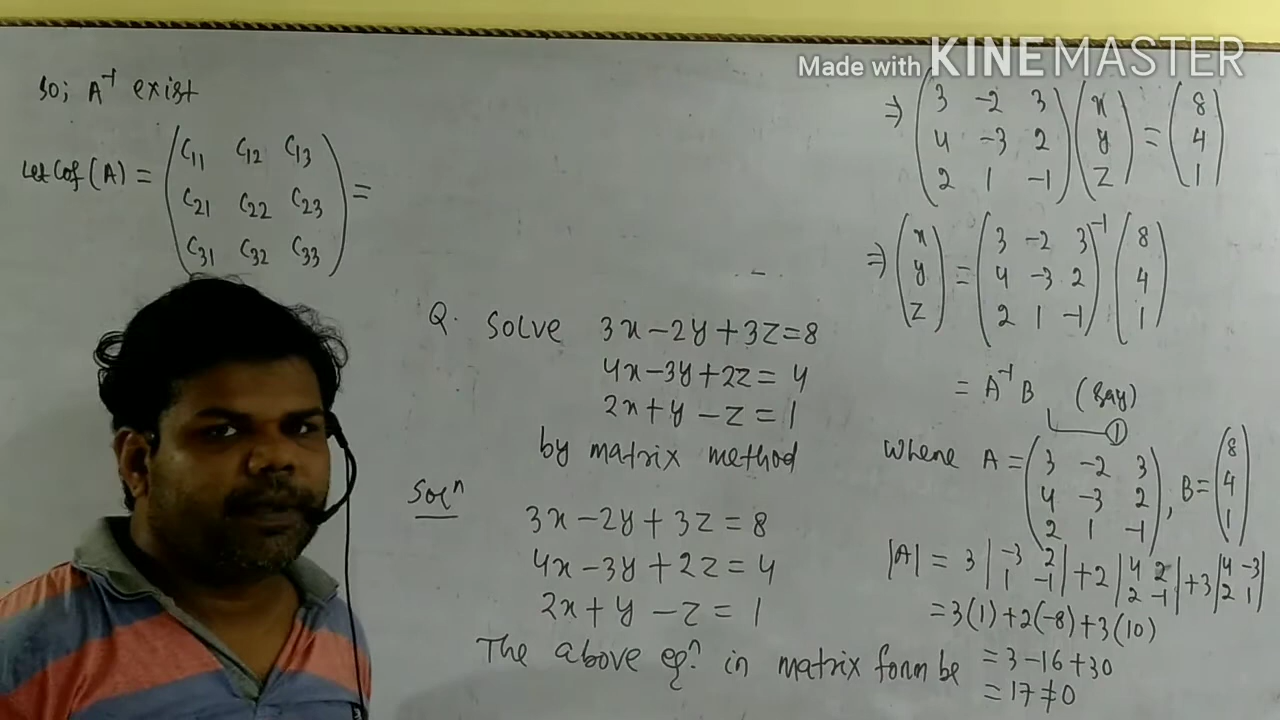 Made with KINEMASTER
So; A⁻¹ exist
Let Cof(A) = ( C11 C12 C13
C21 C22 C23
C31 C32 C33 ) =
Q. Solve 3x-2y+3z=8
4x-3y+2z=4
2x+y-z=1
by matrix method
Solⁿ
3x-2y+3z=8
4x-3y+2z=4
2x+y-z=1
The above eqⁿ. in matrix form be
⇒ ( 3 -2 3 ) ( x ) = ( 8 )
( 4 -3 2 ) ( y ) ( 4 )
( 2 1 -1 ) ( z ) ( 1 )
⇒ ( x ) = ( 3 -2 3 )⁻¹ ( 8 )
( y ) ( 4 -3 2 ) ( 4 )
( z ) ( 2 1 -1 ) ( 1 )
= A⁻¹ B (Say)
①
Where A = ( 3 -2 3 ) , B = ( 8 )
( 4 -3 2 ) ( 4 )
( 2 1 -1 ) ( 1 )
|A| = 3 | -3 2 | + 2 | 4 2 | + 3 | 4 -3 |
| 1 -1 | | 2 -1 | | 2 1 |
= 3(1) + 2(-8) + 3(10)
= 3-16+30
= 17 ≠ 0